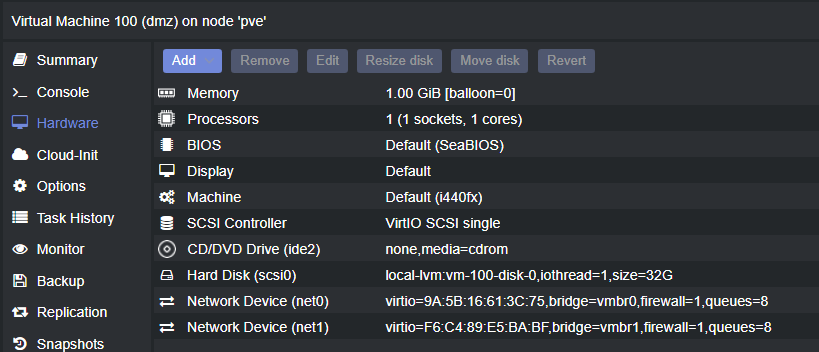 Virtual Machine 100 (dmz) on node 'pve'
Summary
Console
Hardware
Cloud-Init
Options
Task History
Monitor
Backup
Replication
Snapshots
Add Remove Edit Resize disk Move disk Revert
Memory 1.00 GiB [balloon=0]
Processors 1 (1 sockets, 1 cores)
BIOS Default (SeaBIOS)
Display Default
Machine Default (i440fx)
SCSI Controller VirtIO SCSI single
CD/DVD Drive (ide2) none,media=cdrom
Hard Disk (scsi0) local-lvm:vm-100-disk-0,iothread=1,size=32G
Network Device (net0) virtio=9A:5B:16:61:3C:75,bridge=vmbr0,firewall=1,queues=8
Network Device (net1) virtio=F6:C4:89:E5:BA:BF,bridge=vmbr1,firewall=1,queues=8